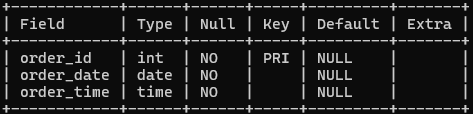 +------------+------+------+-----+---------+-------+
| Field      | Type | Null | Key | Default | Extra |
+------------+------+------+-----+---------+-------+
| order_id   | int  | NO   | PRI | NULL    |       |
| order_date | date | NO   |     | NULL    |       |
| order_time | time | NO   |     | NULL    |       |
+------------+------+------+-----+---------+-------+